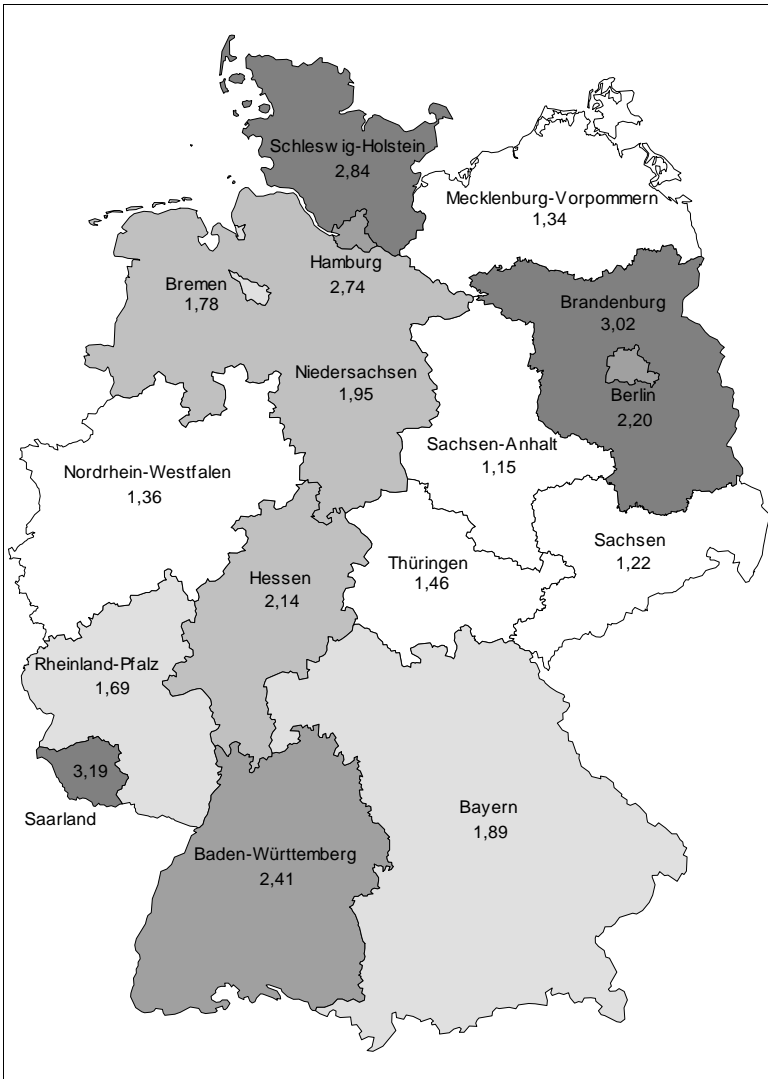 Schleswig-Holstein
2,84
Mecklenburg-Vorpommern
1,34
Hamburg
2,74
Bremen
1,78
Brandenburg
3,02
Niedersachsen
1,95
Berlin
2,20
Sachsen-Anhalt
1,15
Nordrhein-Westfalen
1,36
Sachsen
1,22
Thüringen
1,46
Hessen
2,14
Rheinland-Pfalz
1,69
3,19
Saarland
Bayern
1,89
Baden-Württemberg
2,41